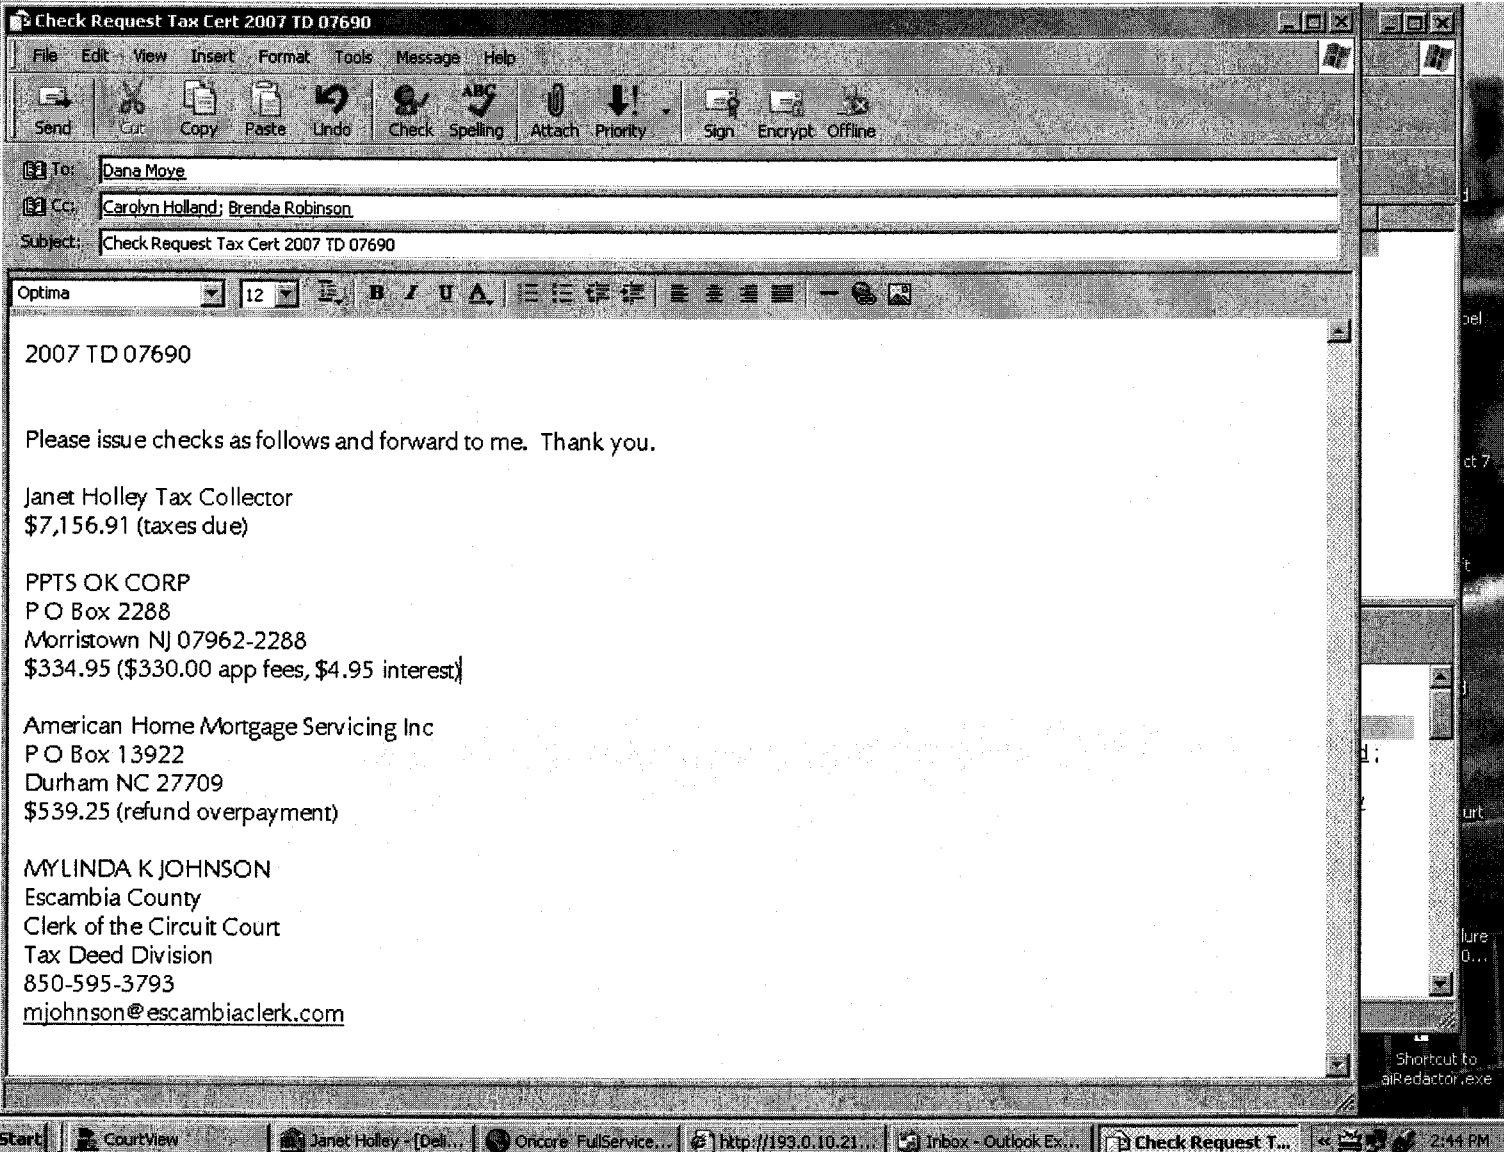 Check Request Tax Cert 2007 TD 07690
File Edit View Insert Format Tools Message Help
Send Cut Copy Paste Undo Check Spelling Attach Priority Sign Encrypt Offline
To: Dana Moye
Cc: Carolyn Holland; Brenda Robinson
Subject: Check Request Tax Cert 2007 TD 07690
Optima 12 B I U A
2007 TD 07690
Please issue checks as follows and forward to me. Thank you.
Janet Holley Tax Collector
$7,156.91 (taxes due)
PPTS OK CORP
P O Box 2288
Morristown NJ 07962-2288
$334.95 ($330.00 app fees, $4.95 interest)
American Home Mortgage Servicing Inc
P O Box 13922
Durham NC 27709
$539.25 (refund overpayment)
MYLINDA K JOHNSON
Escambia County
Clerk of the Circuit Court
Tax Deed Division
850-595-3793
mjohnson@escambiaclerk.com
Shortcut to
aiRedactor.exe
Start CourtView Janet Holley - [Deli... Oncore FullService... http://193.0.10.21... Inbox - Outlook Ex... Check Request T... « 2:44 PM